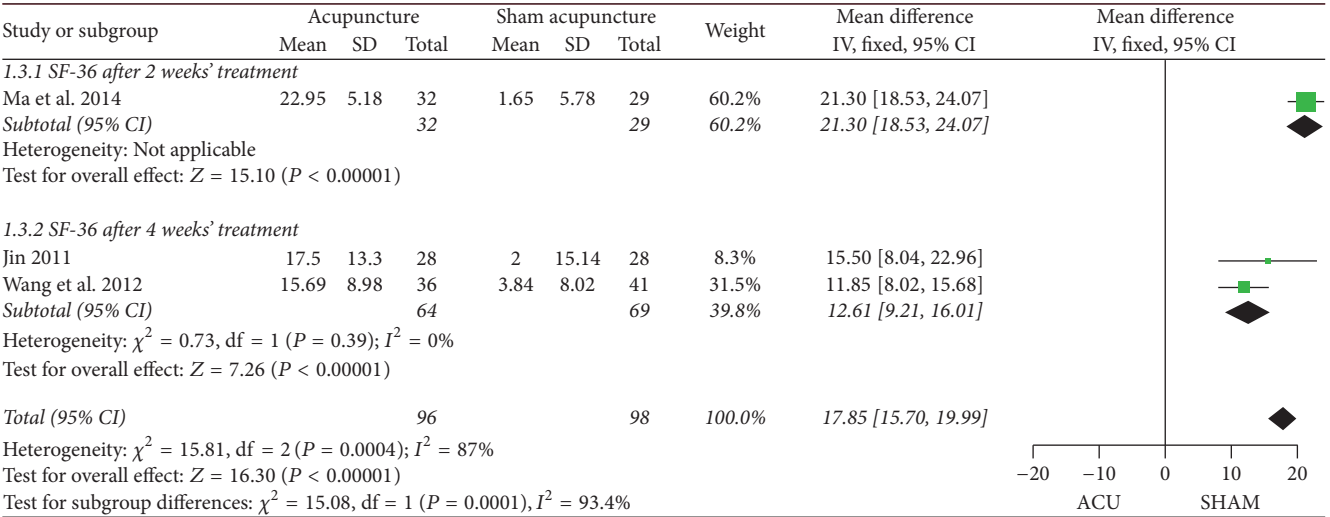 Study or subgroup Acupuncture Sham acupuncture Weight Mean difference Mean difference
Mean SD Total Mean SD Total IV, fixed, 95% CI IV, fixed, 95% CI
1.3.1 SF-36 after 2 weeks’ treatment
Ma et al. 2014 22.95 5.18 32 1.65 5.78 29 60.2% 21.30 [18.53, 24.07]
Subtotal (95% CI) 32 29 60.2% 21.30 [18.53, 24.07]
Heterogeneity: Not applicable
Test for overall effect: Z = 15.10 (P < 0.00001)
1.3.2 SF-36 after 4 weeks’ treatment
Jin 2011 17.5 13.3 28 2 15.14 28 8.3% 15.50 [8.04, 22.96]
Wang et al. 2012 15.69 8.98 36 3.84 8.02 41 31.5% 11.85 [8.02, 15.68]
Subtotal (95% CI) 64 69 39.8% 12.61 [9.21, 16.01]
Heterogeneity: χ² = 0.73, df = 1 (P = 0.39); I² = 0%
Test for overall effect: Z = 7.26 (P < 0.00001)
Total (95% CI) 96 98 100.0% 17.85 [15.70, 19.99]
Heterogeneity: χ² = 15.81, df = 2 (P = 0.0004); I² = 87%
Test for overall effect: Z = 16.30 (P < 0.00001)
Test for subgroup differences: χ² = 15.08, df = 1 (P = 0.0001), I² = 93.4%
−20 −10 0 10 20
ACU SHAM